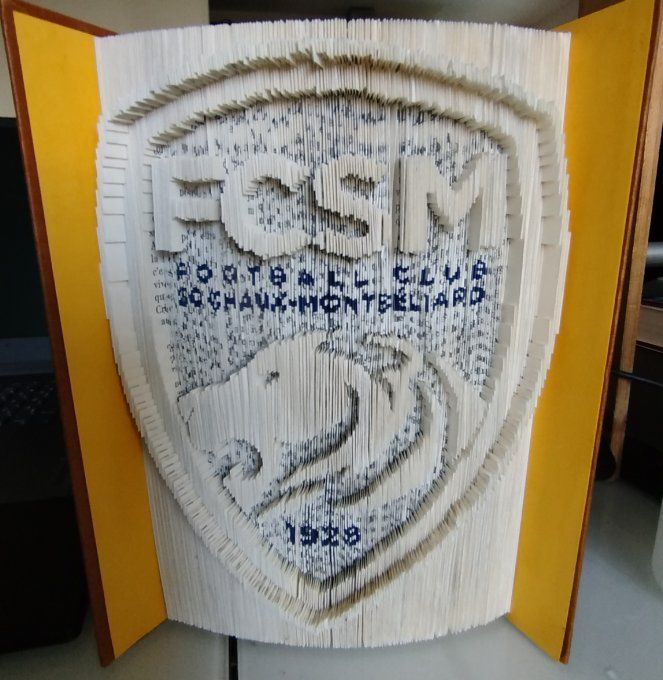 FCSM
FOOTBALL CLUB
SOCHAUX-MONTBELIARD
1928